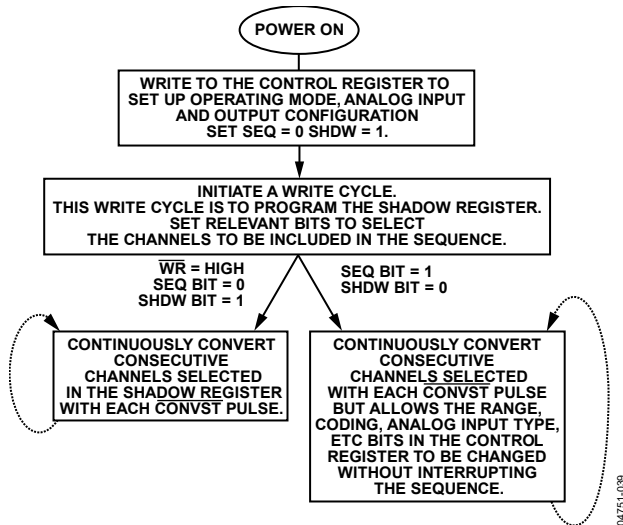 POWER ON
WRITE TO THE CONTROL REGISTER TO
SET UP OPERATING MODE, ANALOG INPUT
AND OUTPUT CONFIGURATION
SET SEQ = 0 SHDW = 1.
INITIATE A WRITE CYCLE.
THIS WRITE CYCLE IS TO PROGRAM THE SHADOW REGISTER.
SET RELEVANT BITS TO SELECT
THE CHANNELS TO BE INCLUDED IN THE SEQUENCE.
WR = HIGH
SEQ BIT = 0
SHDW BIT = 1
SEQ BIT = 1
SHDW BIT = 0
CONTINUOUSLY CONVERT
CONSECUTIVE
CHANNELS SELECTED
IN THE SHADOW REGISTER
WITH EACH CONVST PULSE.
CONTINUOUSLY CONVERT
CONSECUTIVE
CHANNELS SELECTED
WITH EACH CONVST PULSE
BUT ALLOWS THE RANGE,
CODING, ANALOG INPUT TYPE,
ETC BITS IN THE CONTROL
REGISTER TO BE CHANGED
WITHOUT INTERRUPTING
THE SEQUENCE.
04751-039